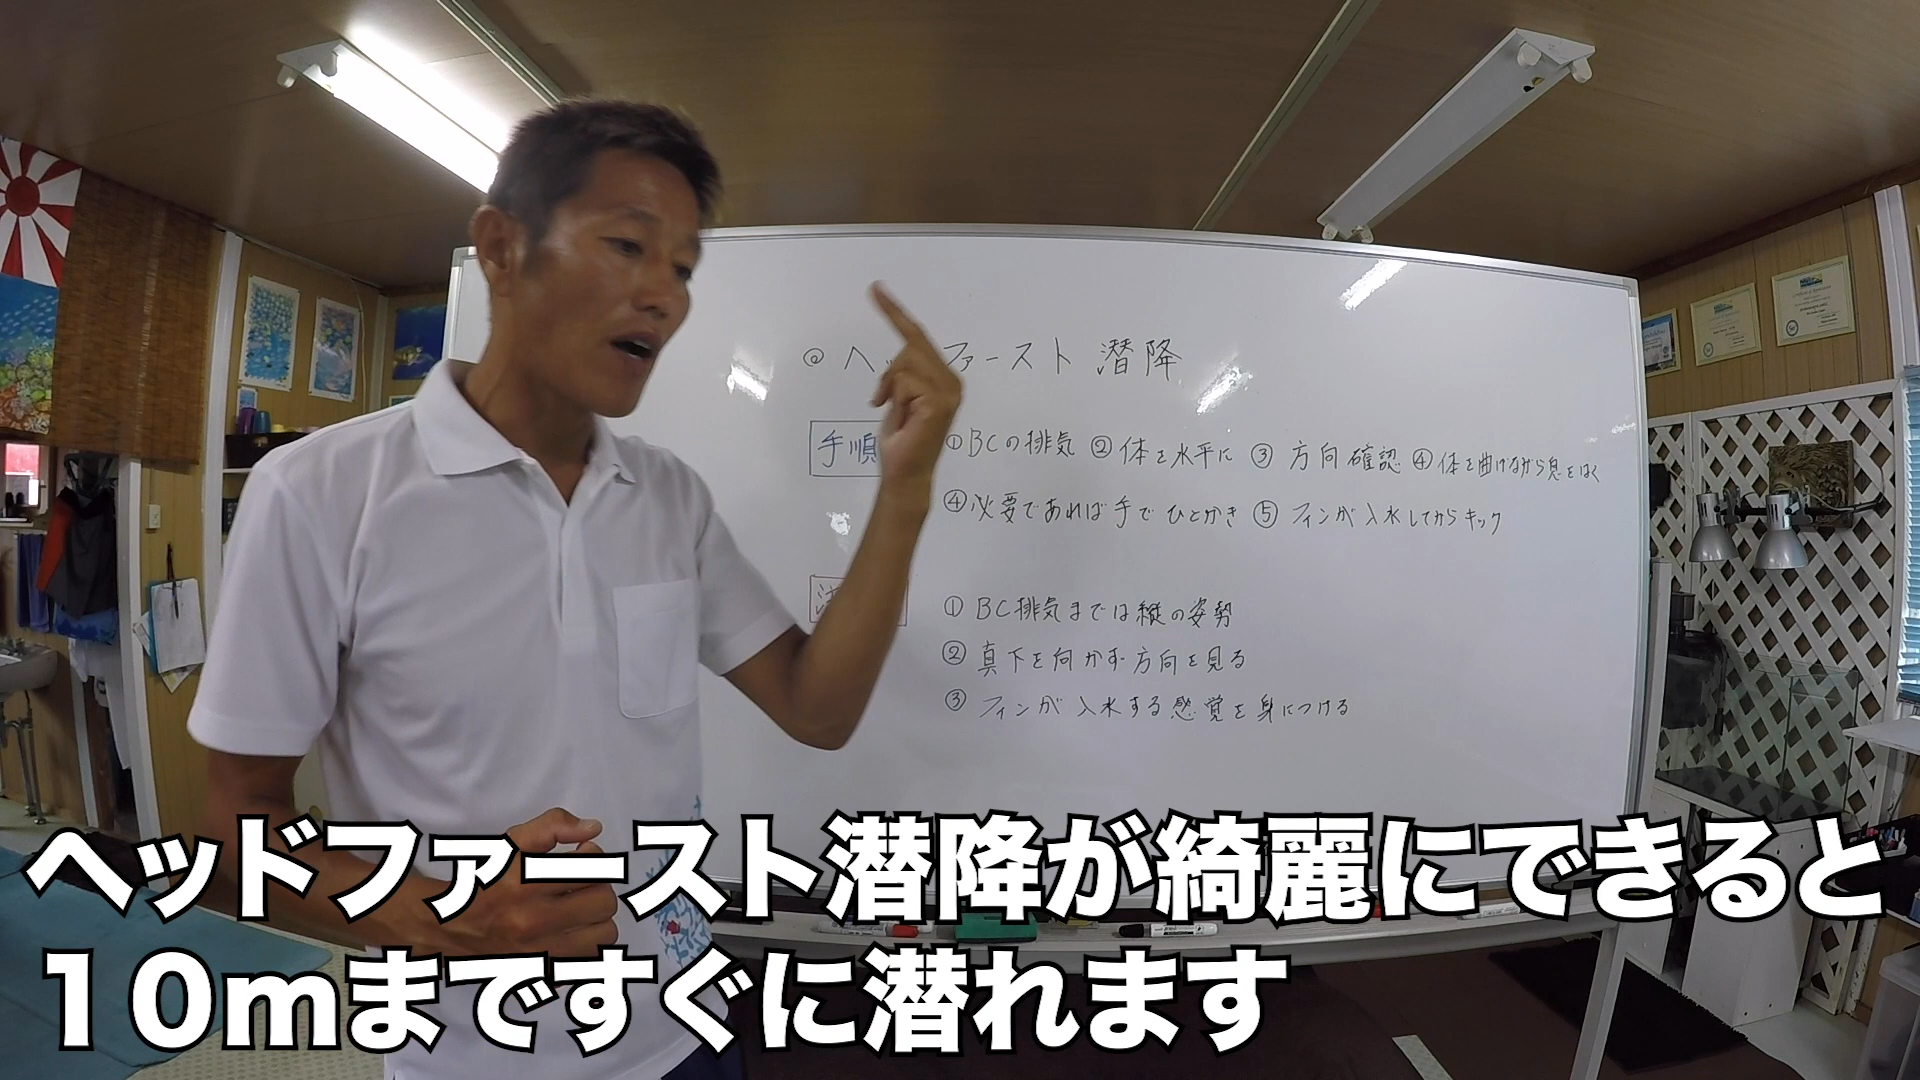 ◎ヘッドファースト潜降
手順 ①BCの排気 ②体を水平に ③方向確認 ④体を曲げながら息をはく
④必要であれば手でひとかき ⑤フィンが入水してからキック
①BC排気までは縦の姿勢
②真下を向かず方向を見る
③フィンが入水する感覚を身につける
ヘッドファースト潜降が綺麗にできると
10mまですぐに潜れます